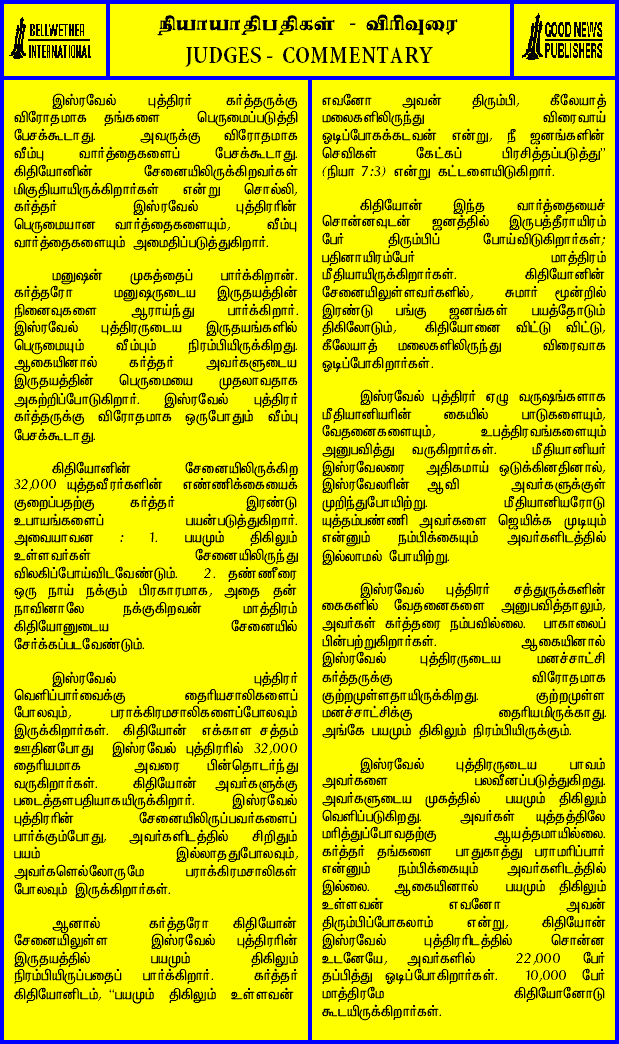 BELLWETHER
INTERNATIONAL
நியாயாதிபதிகள் - விரிவுரை
JUDGES - COMMENTARY
GOOD NEWS
PUBLISHERS
இஸ்ரவேல் புத்திரர் கர்த்தருக்கு
விரோதமாக தங்களை பெருமைப்படுத்தி
பேசக்கூடாது. அவருக்கு விரோதமாக
வீம்பு வார்த்தைகளைப் பேசக்கூடாது.
கிதியோனின் சேனையிலிருக்கிறவர்கள்
மிகுதியாயிருக்கிறார்கள் என்று சொல்லி,
கர்த்தர் இஸ்ரவேல் புத்திரரின்
பெருமையான வார்த்தைகளையும், வீம்பு
வார்த்தைகளையும் அமைதிப்படுத்துகிறார்.
மனுஷன் முகத்தைப் பார்க்கிறான்.
கர்த்தரோ மனுஷருடைய இருதயத்தின்
நினைவுகளை ஆராய்ந்து பார்க்கிறார்.
இஸ்ரவேல் புத்திரருடைய இருதயங்களில்
பெருமையும் வீம்பும் நிரம்பியிருக்கிறது.
ஆகையினால் கர்த்தர் அவர்களுடைய
இருதயத்தின் பெருமையை முதலாவதாக
அகற்றிப்போடுகிறார். இஸ்ரவேல் புத்திரர்
கர்த்தருக்கு விரோதமாக ஒருபோதும் வீம்பு
பேசக்கூடாது.
கிதியோனின் சேனையிலிருக்கிற
32,000 யுத்தவீரர்களின் எண்ணிக்கையைக்
குறைப்பதற்கு கர்த்தர் இரண்டு
உபாயங்களைப் பயன்படுத்துகிறார்.
அவையாவன : 1. பயமும் திகிலும்
உள்ளவர்கள் சேனையிலிருந்து
விலகிப்போய்விடவேண்டும். 2. தண்ணீரை
ஒரு நாய் நக்கும் பிரகாரமாக, அதை தன்
நாவினாலே நக்குகிறவன் மாத்திரம்
கிதியோனுடைய சேனையில்
சேர்க்கப்படவேண்டும்.
இஸ்ரவேல் புத்திரர்
வெளிப்பார்வைக்கு தைரியசாலிகளைப்
போலவும், பராக்கிரமசாலிகளைப்போலவும்
இருக்கிறார்கள். கிதியோன் எக்காள சத்தம்
ஊதினபோது இஸ்ரவேல் புத்திரரில் 32,000
தைரியமாக அவரை பின்தொடர்ந்து
வருகிறார்கள். கிதியோன் அவர்களுக்கு
படைத்தளபதியாகயிருக்கிறார். இஸ்ரவேல்
புத்திரரின் சேனையிலிருப்பவர்களைப்
பார்க்கும்போது, அவர்களிடத்தில் சிறிதும்
பயம் இல்லாததுபோலவும்,
அவர்களெல்லோருமே பராக்கிரமசாலிகள்
போலவும் இருக்கிறார்கள்.
ஆனால் கர்த்தரோ கிதியோன்
சேனையிலுள்ள இஸ்ரவேல் புத்திரரின்
இருதயத்தில் பயமும் திகிலும்
நிரம்பியிருப்பதைப் பார்க்கிறார். கர்த்தர்
கிதியோனிடம், "பயமும் திகிலும் உள்ளவன்
எவனோ அவன் திரும்பி, கீலேயாத்
மலைகளிலிருந்து விரைவாய்
ஓடிப்போகக்கடவன் என்று, நீ ஜனங்களின்
செவிகள் கேட்கப் பிரசித்தப்படுத்து"
(நியா 7:3) என்று கட்டளையிடுகிறார்.
கிதியோன் இந்த வார்த்தையைச்
சொன்னவுடன் ஜனத்தில் இருபத்தீராயிரம்
பேர் திரும்பிப் போய்விடுகிறார்கள்;
பதினாயிரம்பேர் மாத்திரம்
மீதியாயிருக்கிறார்கள். கிதியோனின்
சேனையிலுள்ளவர்களில், சுமார் மூன்றில்
இரண்டு பங்கு ஜனங்கள் பயத்தோடும்
திகிலோடும், கிதியோனை விட்டு விட்டு,
கீலேயாத் மலைகளிலிருந்து விரைவாக
ஓடிப்போகிறார்கள்.
இஸ்ரவேல் புத்திரர் ஏழு வருஷங்களாக
மீதியானியரின் கையில் பாடுகளையும்,
வேதனைகளையும், உபத்திரவங்களையும்
அனுபவித்து வருகிறார்கள். மீதியானியர்
இஸ்ரவேலரை அதிகமாய் ஒடுக்கினதினால்,
இஸ்ரவேலரின் ஆவி அவர்களுக்குள்
முறிந்துபோயிற்று. மீதியானியரோடு
யுத்தம்பண்ணி அவர்களை ஜெயிக்க முடியும்
என்னும் நம்பிக்கையும் அவர்களிடத்தில்
இல்லாமல் போயிற்று.
இஸ்ரவேல் புத்திரர் சத்துருக்களின்
கைகளில் வேதனைகளை அனுபவித்தாலும்,
அவர்கள் கர்த்தரை நம்பவில்லை. பாகாலைப்
பின்பற்றுகிறார்கள். ஆகையினால்
இஸ்ரவேல் புத்திரருடைய மனச்சாட்சி
கர்த்தருக்கு விரோதமாக
குற்றமுள்ளதாயிருக்கிறது. குற்றமுள்ள
மனச்சாட்சிக்கு தைரியமிருக்காது.
அங்கே பயமும் திகிலும் நிரம்பியிருக்கும்.
இஸ்ரவேல் புத்திரருடைய பாவம்
அவர்களை பலவீனப்படுத்துகிறது.
அவர்களுடைய முகத்தில் பயமும் திகிலும்
வெளிப்படுகிறது. அவர்கள் யுத்தத்திலே
மரித்துப்போவதற்கு ஆயத்தமாயில்லை.
கர்த்தர் தங்களை பாதுகாத்து பராமரிப்பார்
என்னும் நம்பிக்கையும் அவர்களிடத்தில்
இல்லை. ஆகையினால் பயமும் திகிலும்
உள்ளவன் எவனோ அவன்
திரும்பிப்போகலாம் என்று, கிதியோன்
இஸ்ரவேல் புத்திரரிடத்தில் சொன்ன
உடனேயே, அவர்களில் 22,000 பேர்
தப்பித்து ஓடிப்போகிறார்கள். 10,000 பேர்
மாத்திரமே கிதியோனோடு
கூடயிருக்கிறார்கள்.